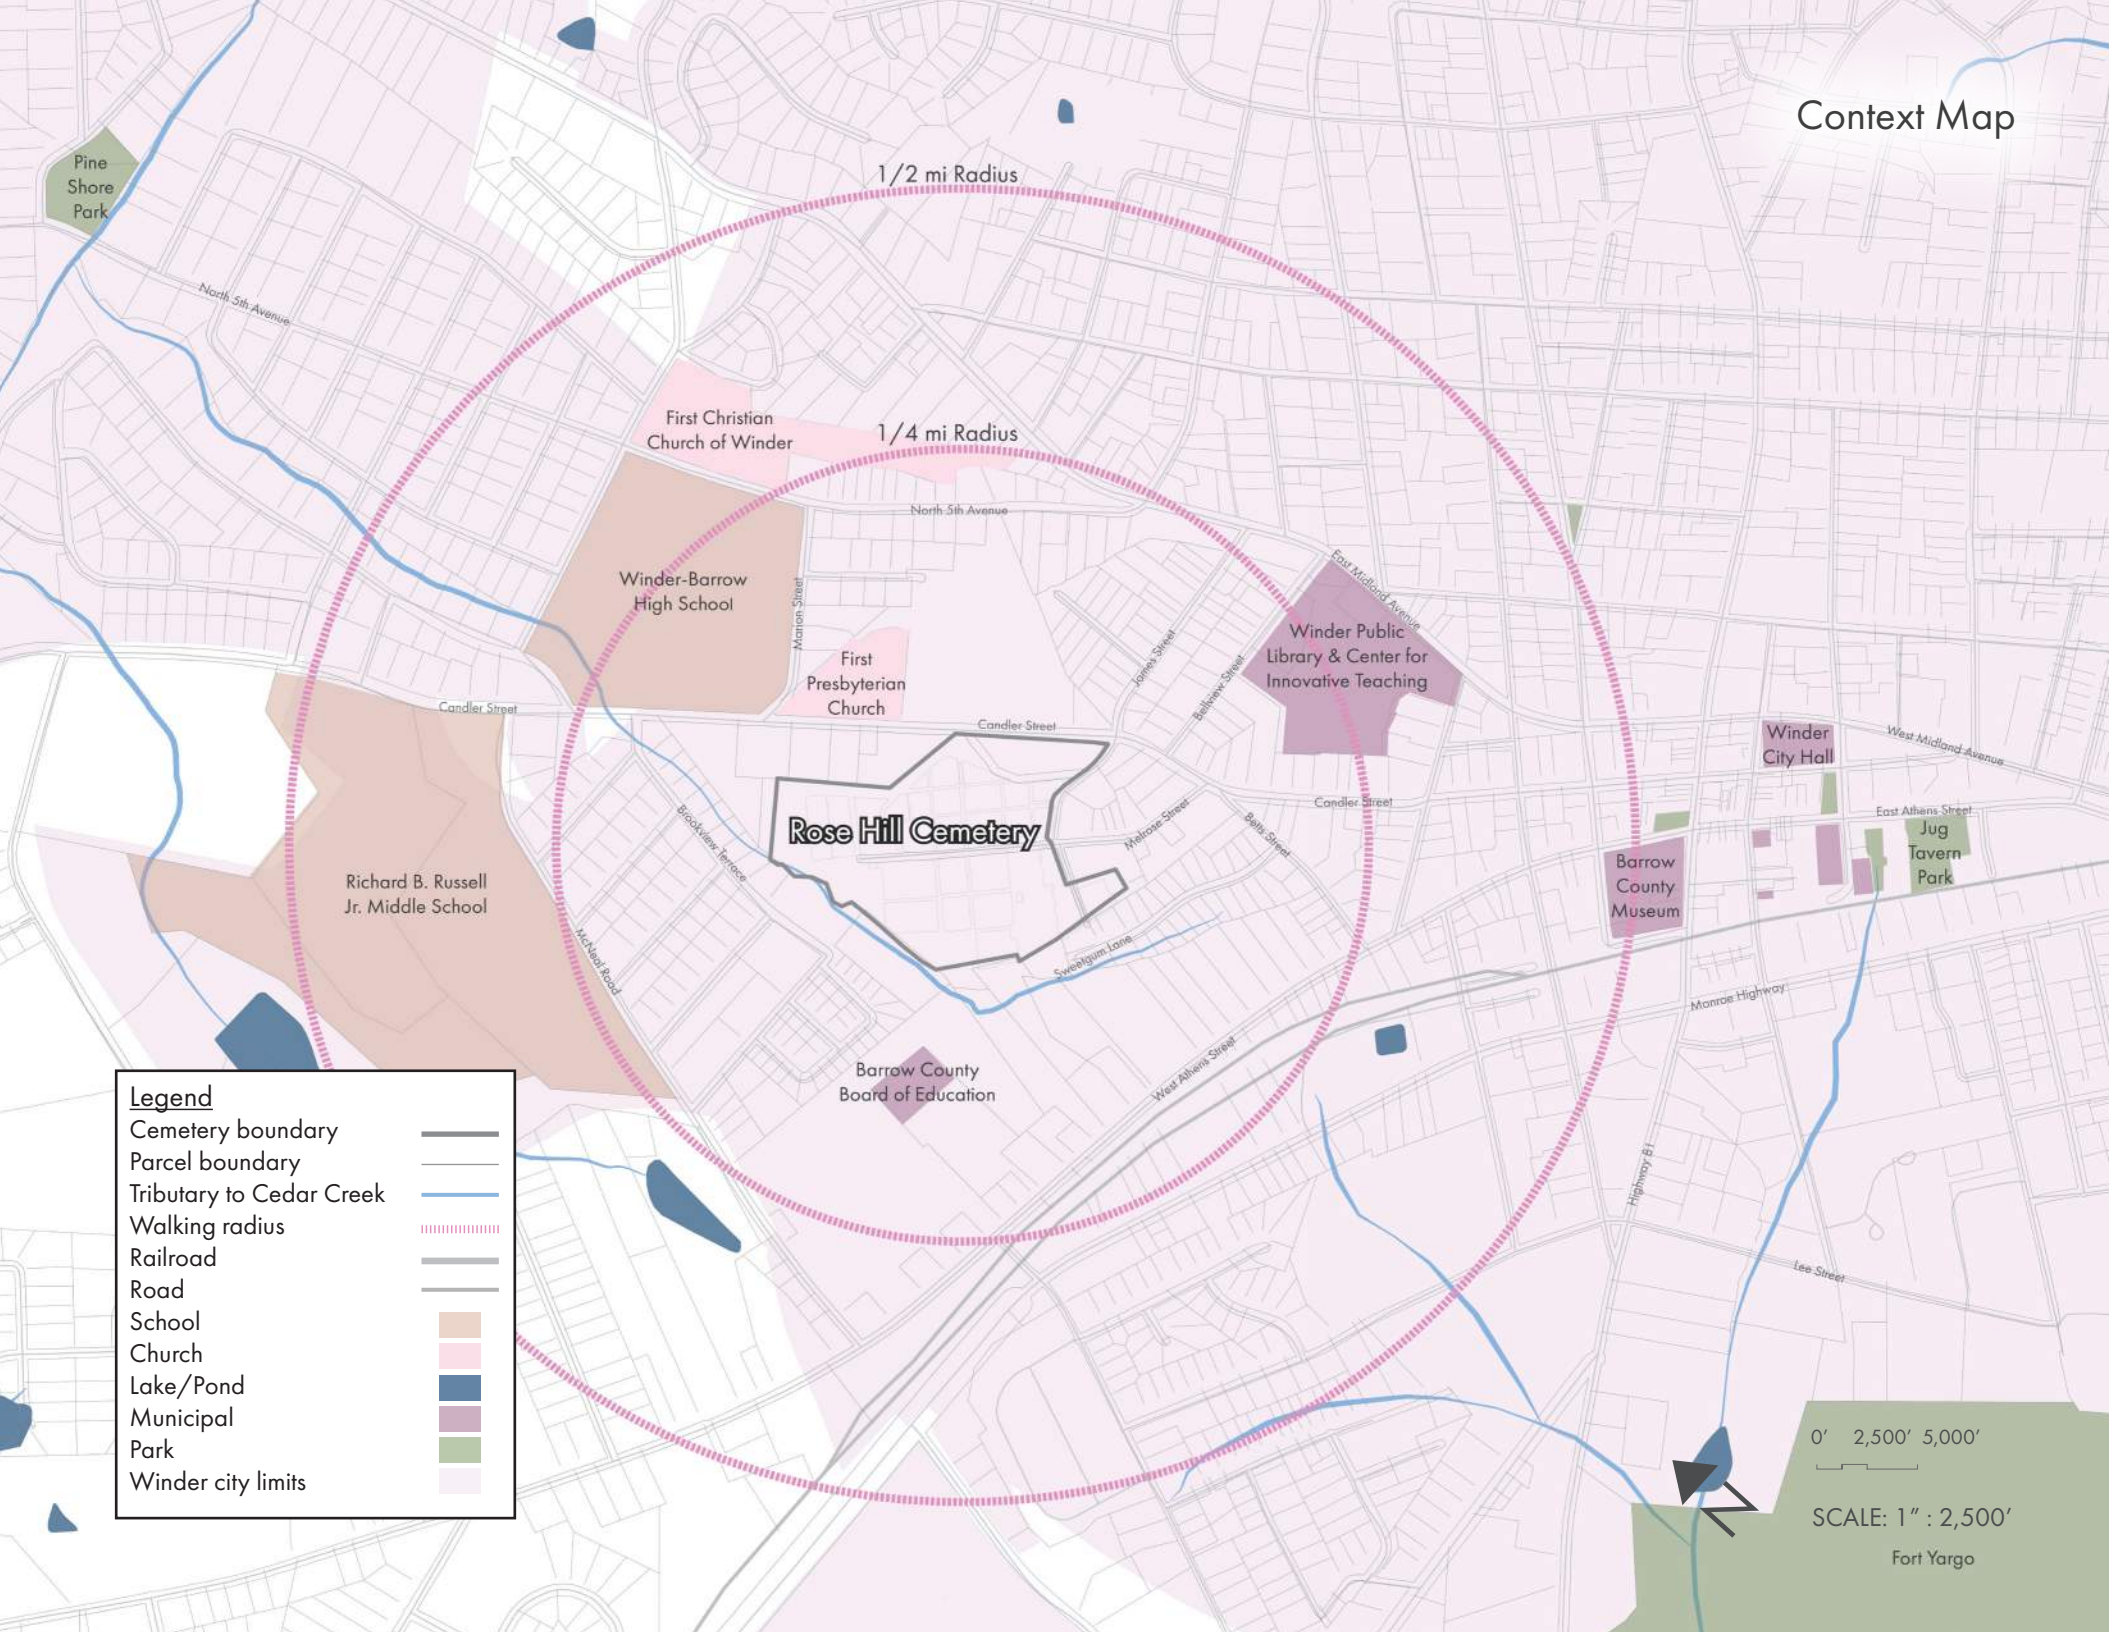 Context Map
Pine
Shore
Park
1/2 mi Radius
North 5th Avenue
First Christian
Church of Winder
1/4 mi Radius
North 5th Avenue
Winder-Barrow
High School
Marion Street
East Midland Avenue
First
Presbyterian
Church
James Street
Bellview Street
Winder Public
Library & Center for
Innovative Teaching
Candler Street
Candler Street
Winder
City Hall
West Midland Avenue
Brookview Terrace
Rose Hill Cemetery
Melrose Street
Betts Street
Candler Street
East Athens Street
Jug
Tavern
Park
Barrow
County
Museum
Richard B. Russell
Jr. Middle School
McNeal Road
Sweetgum Lane
Monroe Highway
Barrow County
Board of Education
West Athens Street
Highway 81
Lee Street
Legend
Cemetery boundary
Parcel boundary
Tributary to Cedar Creek
Walking radius
Railroad
Road
School
Church
Lake/Pond
Municipal
Park
Winder city limits
0' 2,500' 5,000'
SCALE: 1" : 2,500'
Fort Yargo